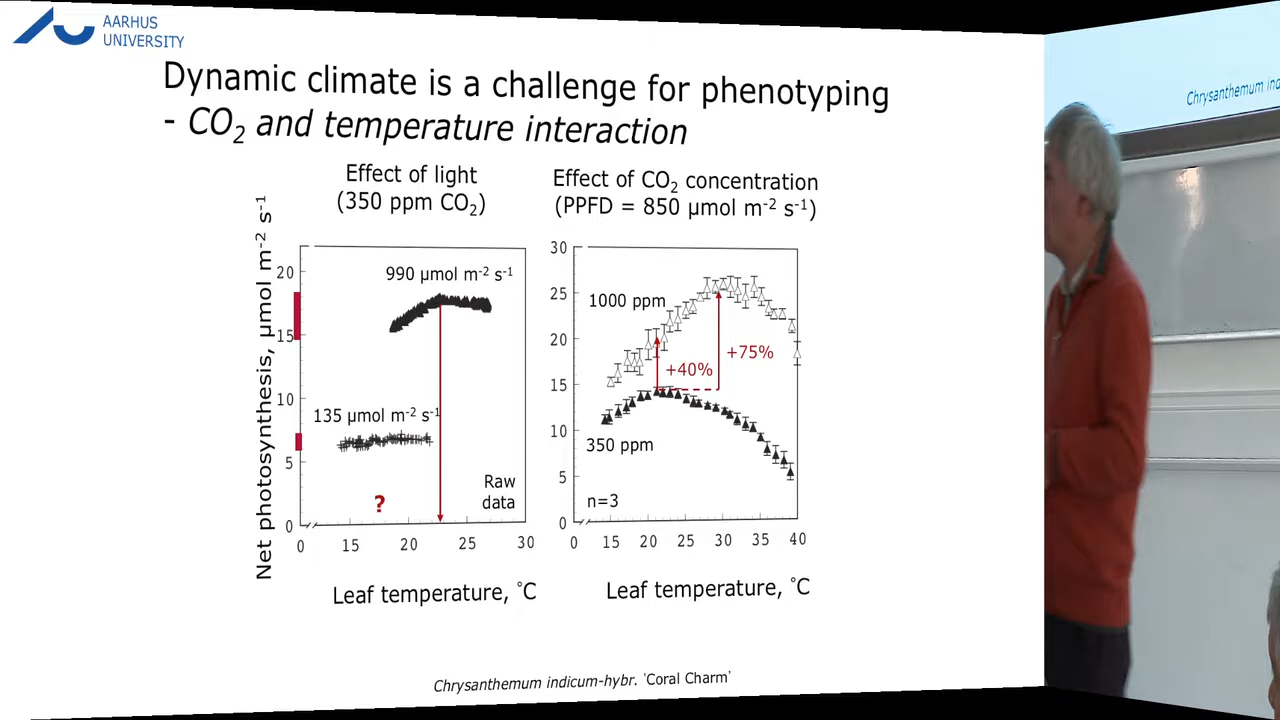 AARHUS
UNIVERSITY
Dynamic climate is a challenge for phenotyping
- CO₂ and temperature interaction
Effect of light
(350 ppm CO₂)
Effect of CO₂ concentration
(PPFD = 850 µmol m⁻² s⁻¹)
Net photosynthesis, µmol m⁻² s⁻¹
20
15
10
5
0
990 µmol m⁻² s⁻¹
135 µmol m⁻² s⁻¹
?
Raw
data
0 15 20 25 30
Leaf temperature, ˚C
30
25
20
15
10
5
0
1000 ppm
+40%
+75%
350 ppm
n=3
0 15 20 25 30 35 40
Leaf temperature, ˚C
Chrysanthemum indicum-hybr. 'Coral Charm'
Chrysanthemum